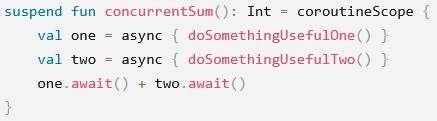 suspend fun concurrentSum(): Int = coroutineScope {
    val one = async { doSomethingUsefulOne() }
    val two = async { doSomethingUsefulTwo() }
    one.await() + two.await()
}